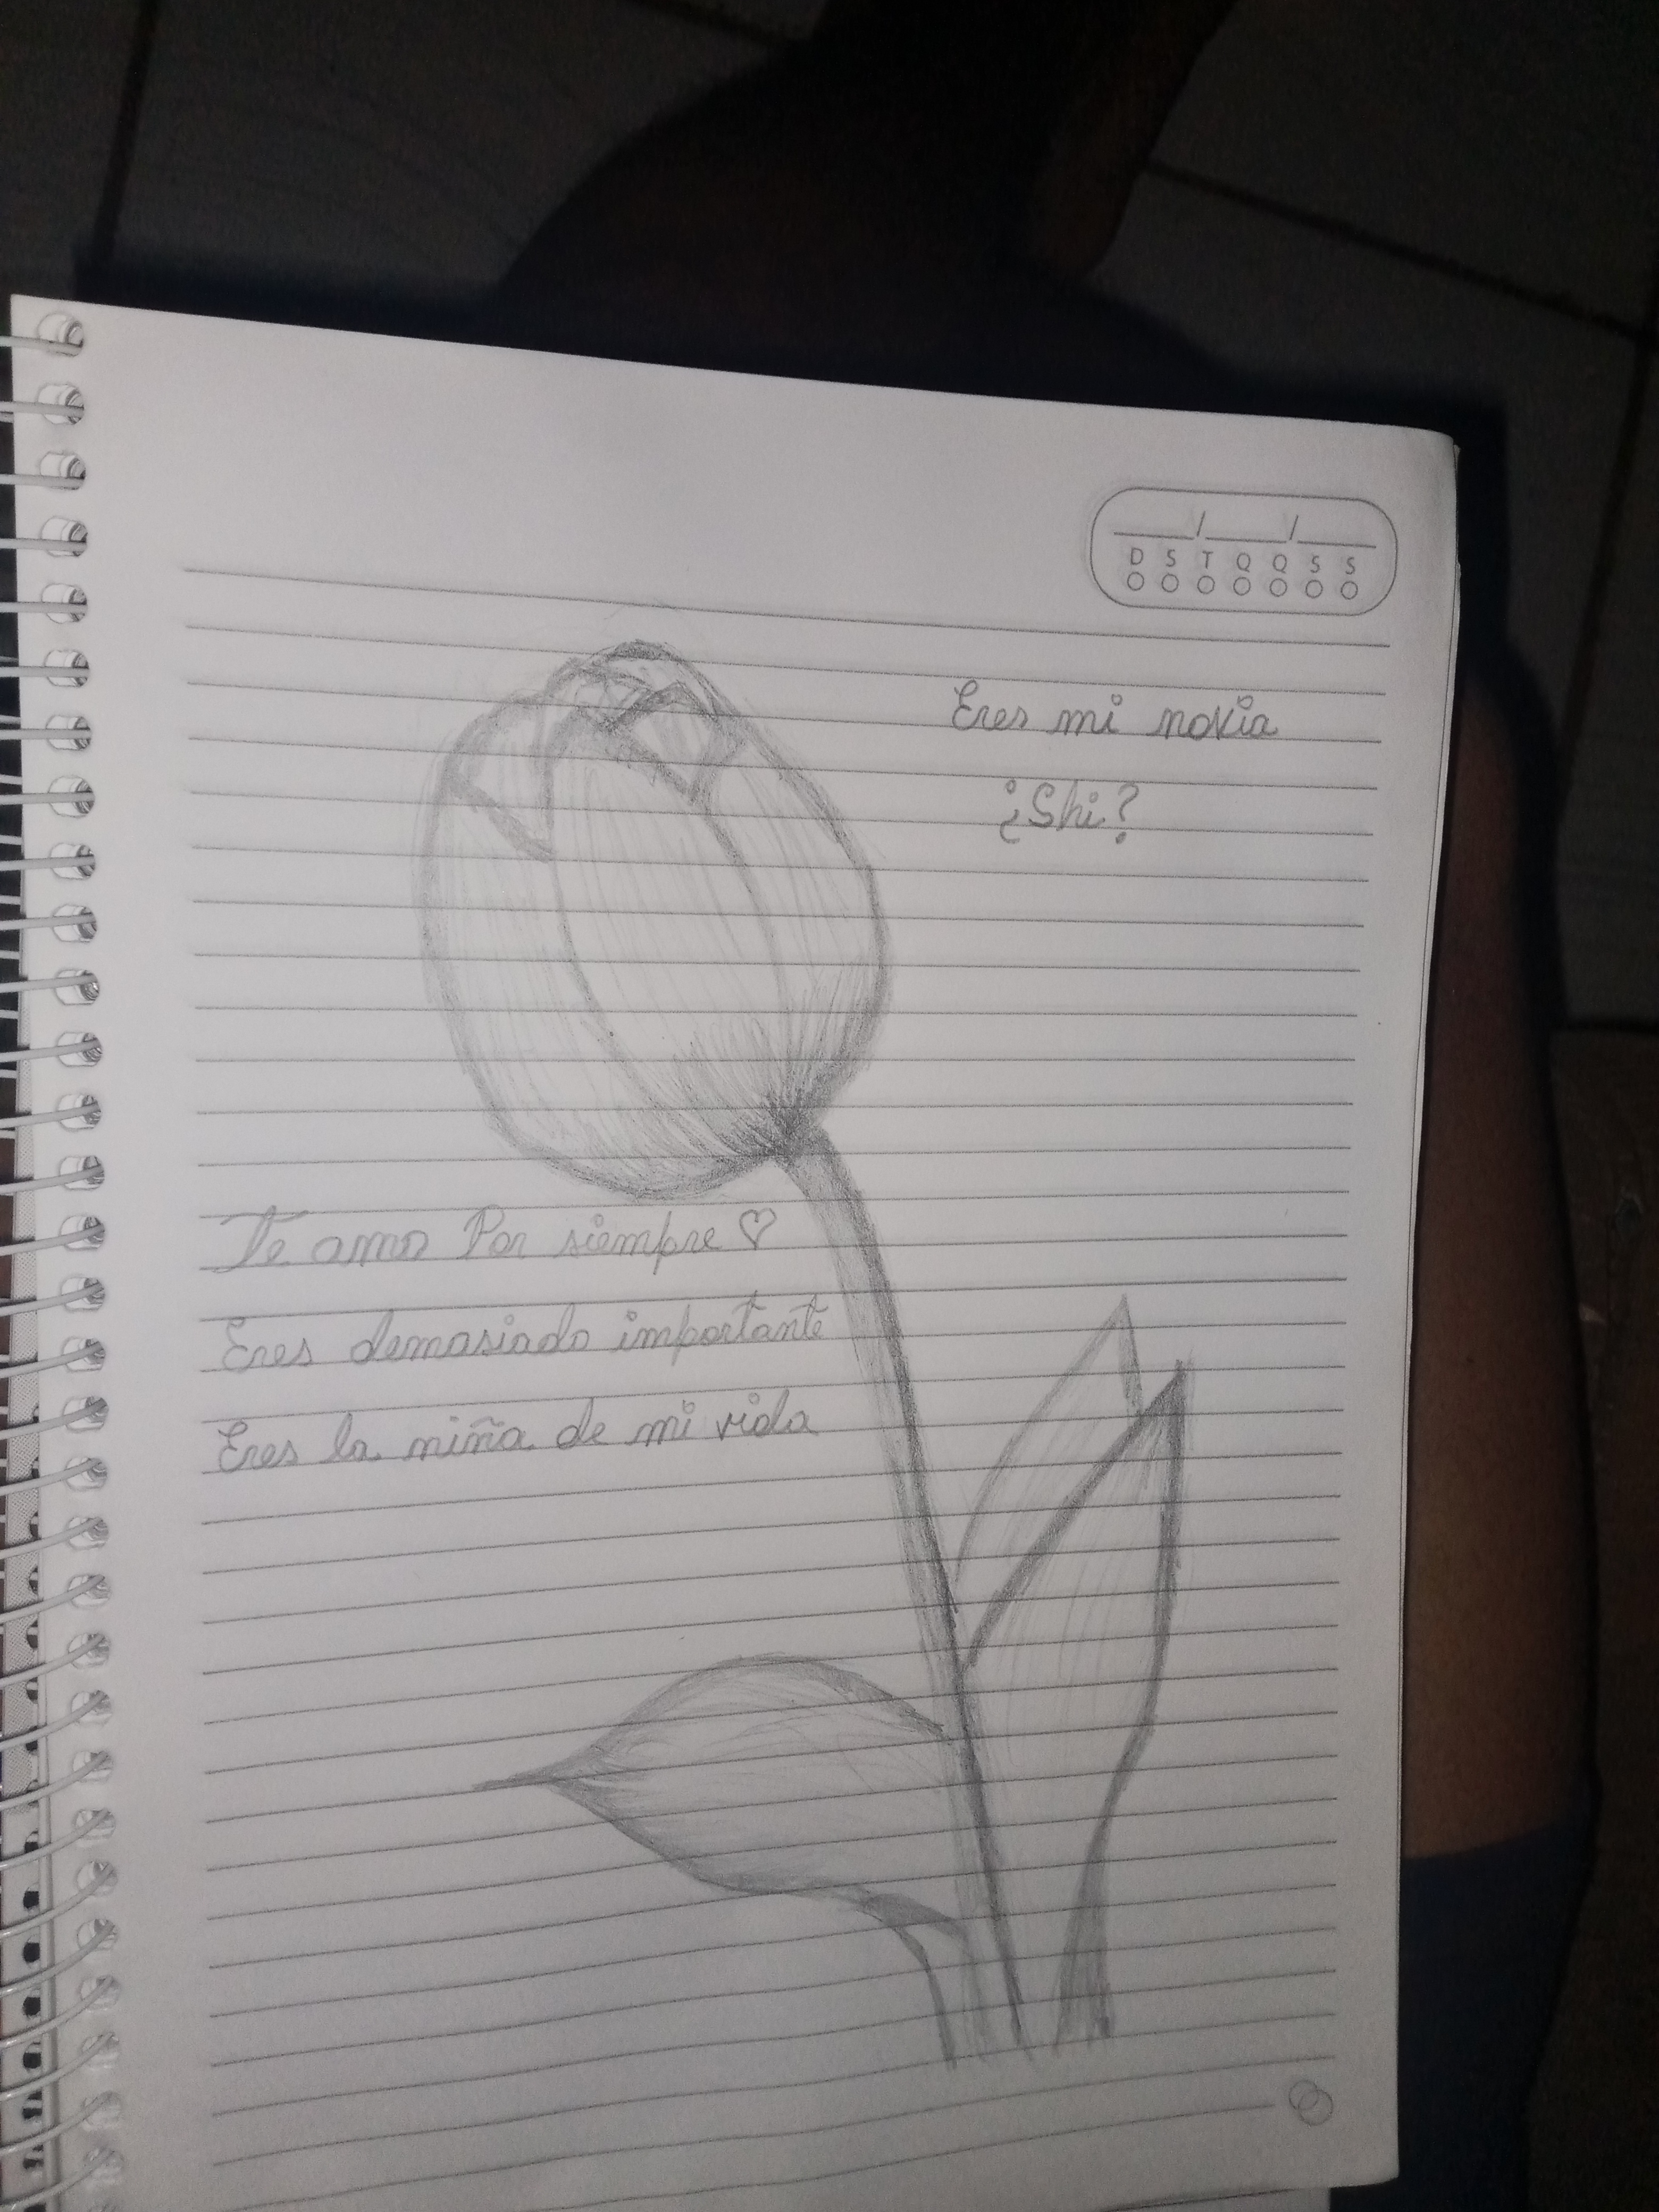 / /
D S T Q Q S S
Eres mi novia
¿Shi?
Te amo Por siempre ♡
Eres demasiado importante
Eres la niña de mi vida